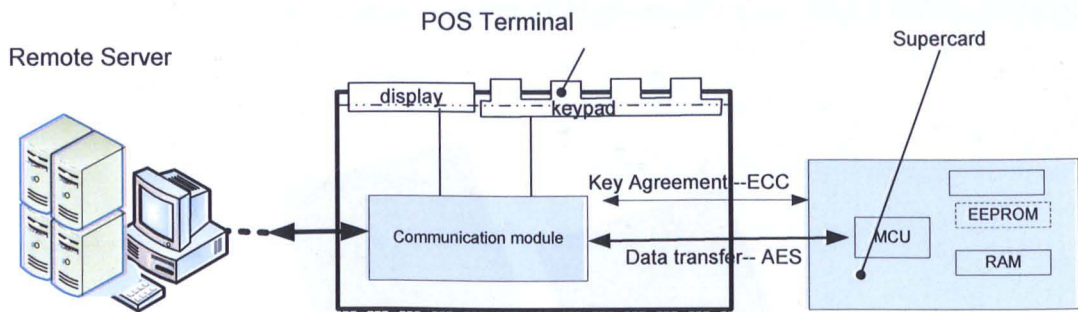 POS Terminal
Remote Server
Supercard
display
keypad
Key Agreement--ECC
EEPROM
Communication module
MCU
Data transfer-- AES
RAM